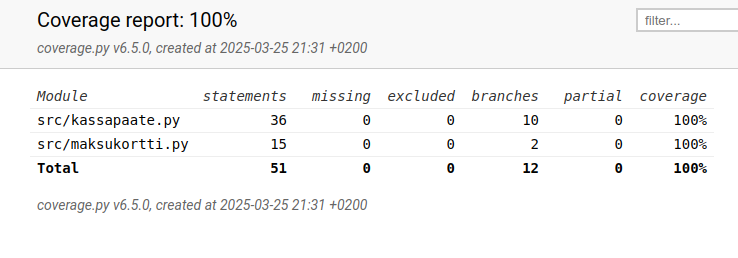 Coverage report: 100%
filter...
coverage.py v6.5.0, created at 2025-03-25 21:31 +0200
Module statements missing excluded branches partial coverage
src/kassapaate.py 36 0 0 10 0 100%
src/maksukortti.py 15 0 0 2 0 100%
Total 51 0 0 12 0 100%
coverage.py v6.5.0, created at 2025-03-25 21:31 +0200